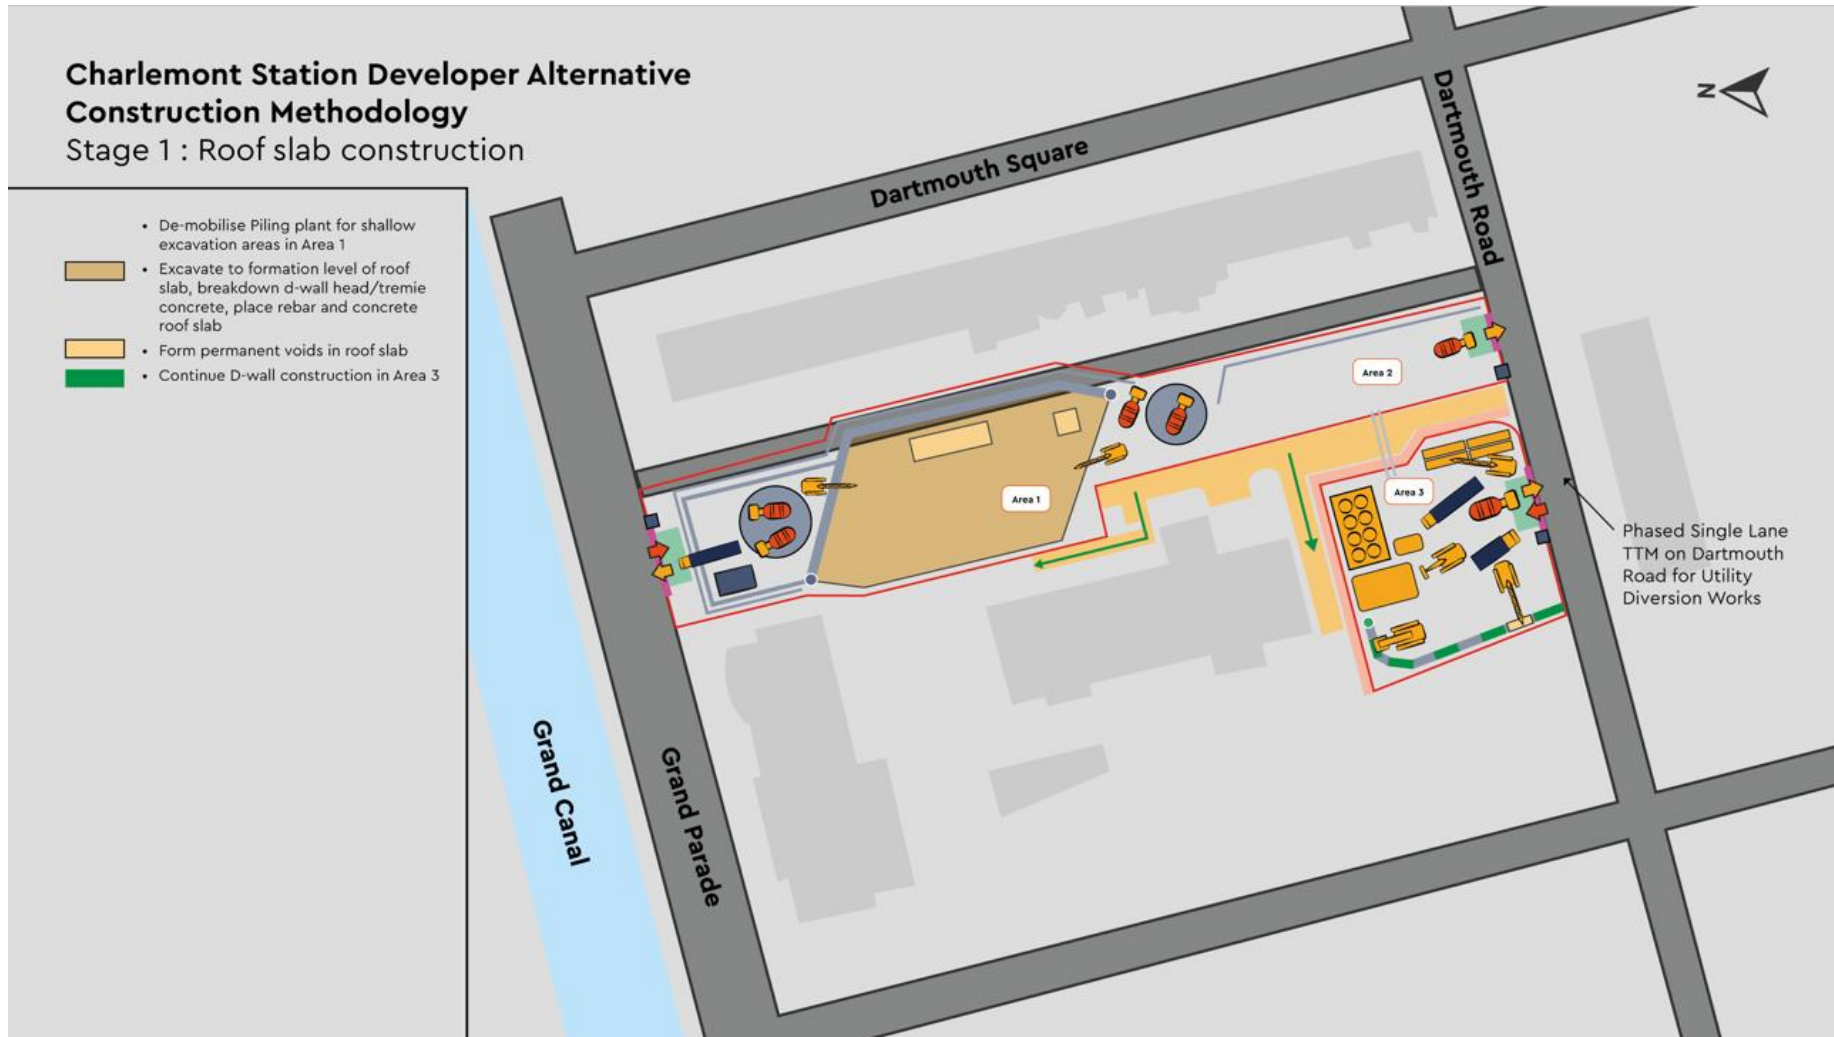 Charlemont Station Developer Alternative
Construction Methodology
Stage 1 : Roof slab construction
• De-mobilise Piling plant for shallow
excavation areas in Area 1
• Excavate to formation level of roof
slab, breakdown d-wall head/tremie
concrete, place rebar and concrete
roof slab
• Form permanent voids in roof slab
• Continue D-wall construction in Area 3
Dartmouth Square
Dartmouth Road
N
Area 2
Area 1
Area 3
Phased Single Lane
TTM on Dartmouth
Road for Utility
Diversion Works
Grand Canal
Grand Parade